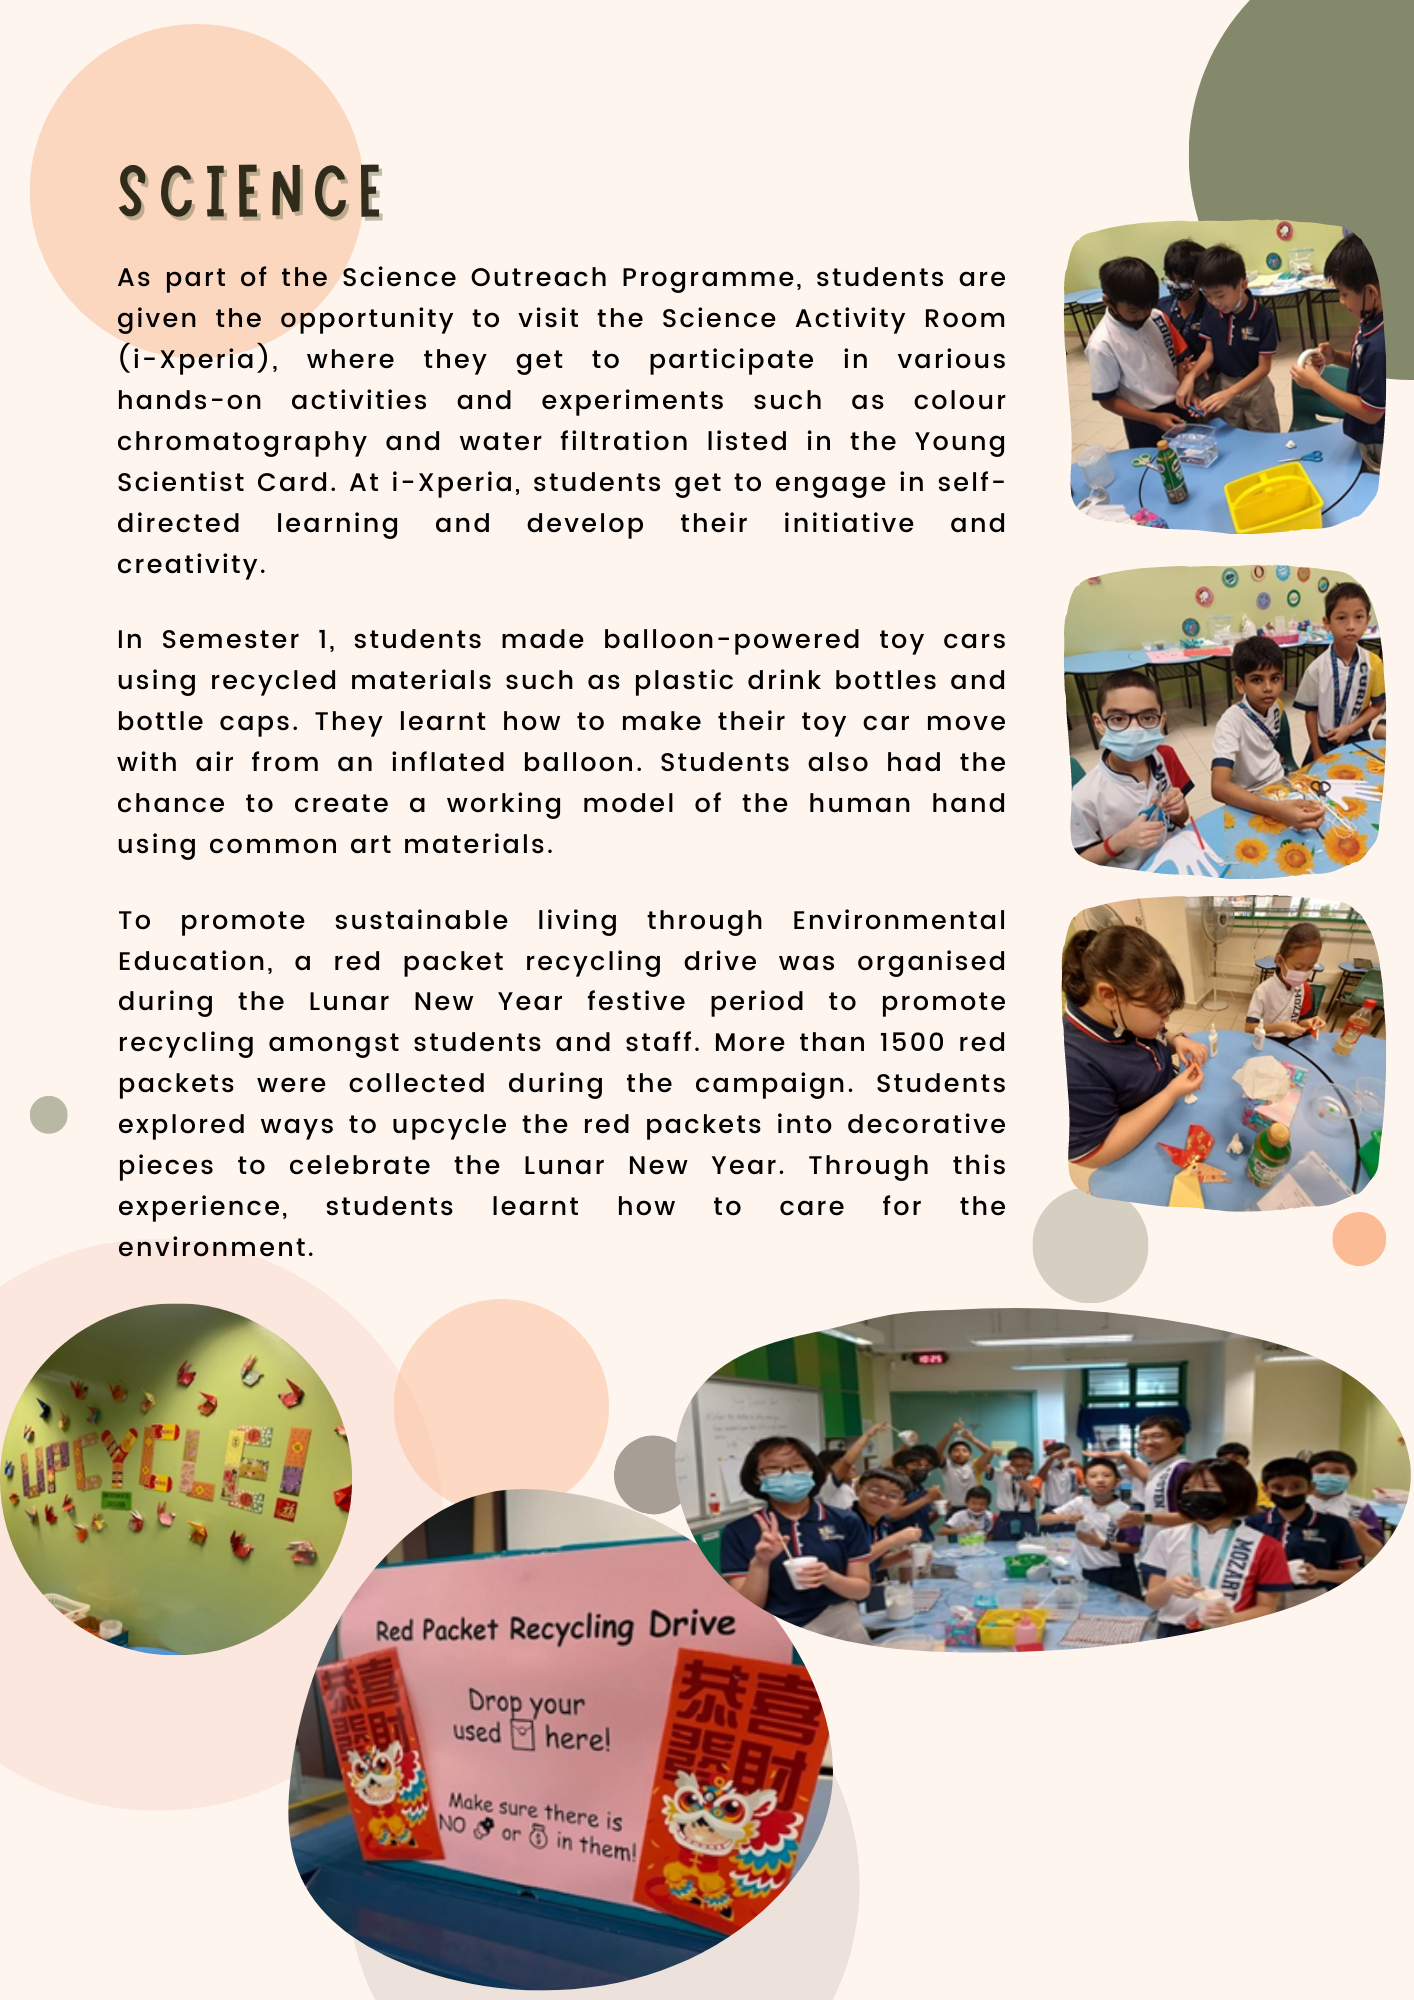 SCIENCE
As part of the Science Outreach Programme, students are
given the opportunity to visit the Science Activity Room
(i-Xperia), where they get to participate in various
hands-on activities and experiments such as colour
chromatography and water filtration listed in the Young
Scientist Card. At i-Xperia, students get to engage in self-
directed learning and develop their initiative and
creativity.
In Semester 1, students made balloon-powered toy cars
using recycled materials such as plastic drink bottles and
bottle caps. They learnt how to make their toy car move
with air from an inflated balloon. Students also had the
chance to create a working model of the human hand
using common art materials.
To promote sustainable living through Environmental
Education, a red packet recycling drive was organised
during the Lunar New Year festive period to promote
recycling amongst students and staff. More than 1500 red
packets were collected during the campaign. Students
explored ways to upcycle the red packets into decorative
pieces to celebrate the Lunar New Year. Through this
experience, students learnt how to care for the
environment.
EDISON
CURIE
MOZART
UPCYCLE!
10:25
MOZART
Red Packet Recycling Drive
Drop your
used here!
Make sure there is
NO or in them!
恭喜
發財
恭喜
發財